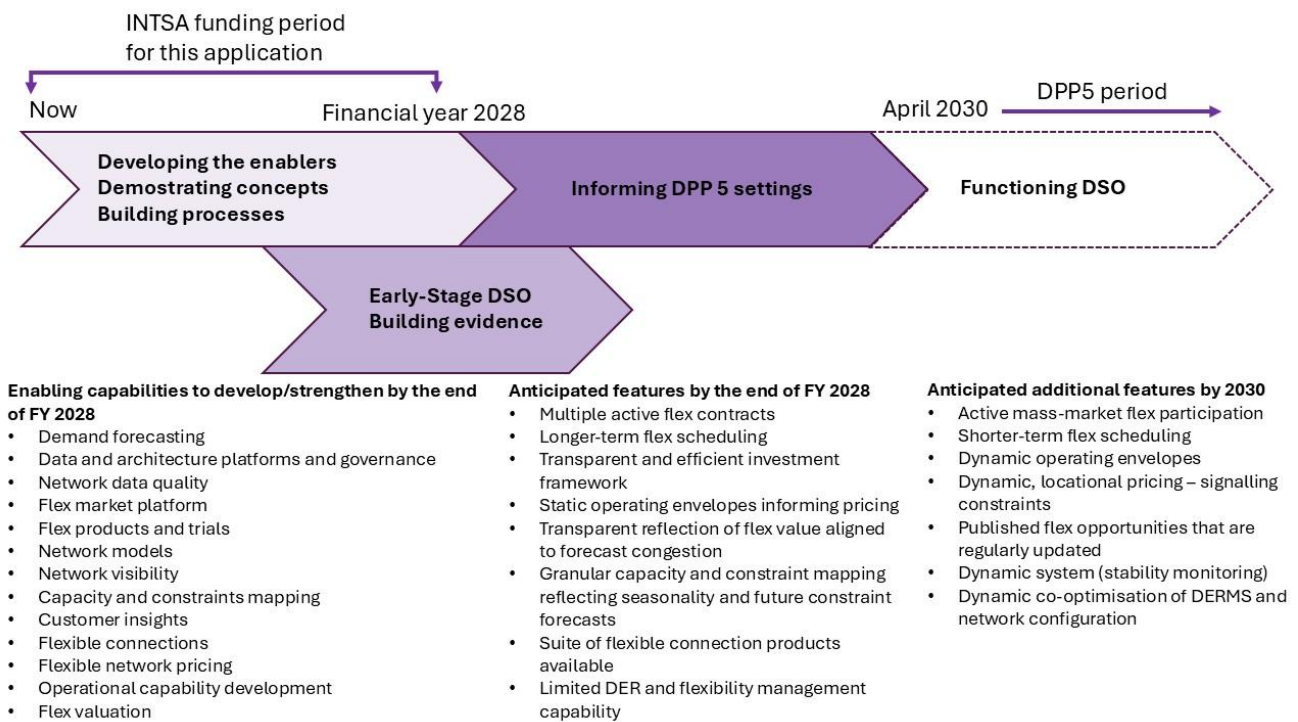 INTSA funding period
for this application
Now
Financial year 2028
April 2030
DPP5 period
Developing the enablers
Demostrating concepts
Building processes
Informing DPP 5 settings
Functioning DSO
Early-Stage DSO
Building evidence
Enabling capabilities to develop/strengthen by the end
of FY 2028
• Demand forecasting
• Data and architecture platforms and governance
• Network data quality
• Flex market platform
• Flex products and trials
• Network models
• Network visibility
• Capacity and constraints mapping
• Customer insights
• Flexible connections
• Flexible network pricing
• Operational capability development
• Flex valuation
Anticipated features by the end of FY 2028
• Multiple active flex contracts
• Longer-term flex scheduling
• Transparent and efficient investment
framework
• Static operating envelopes informing pricing
• Transparent reflection of flex value aligned
to forecast congestion
• Granular capacity and constraint mapping
reflecting seasonality and future constraint
forecasts
• Suite of flexible connection products
available
• Limited DER and flexibility management
capability
Anticipated additional features by 2030
• Active mass-market flex participation
• Shorter-term flex scheduling
• Dynamic operating envelopes
• Dynamic, locational pricing – signalling
constraints
• Published flex opportunities that are
regularly updated
• Dynamic system (stability monitoring)
• Dynamic co-optimisation of DERMS and
network configuration